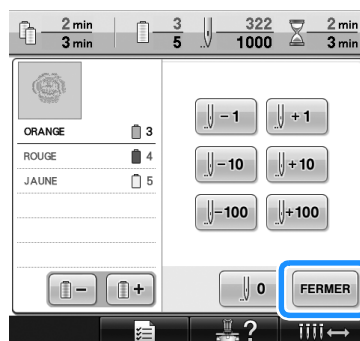 2 min 3 322 2 min
3 min 5 1000 3 min
ORANGE 3
ROUGE 4
JAUNE 5
-1 +1
-10 +10
-100 +100
- + 0 FERMER
?